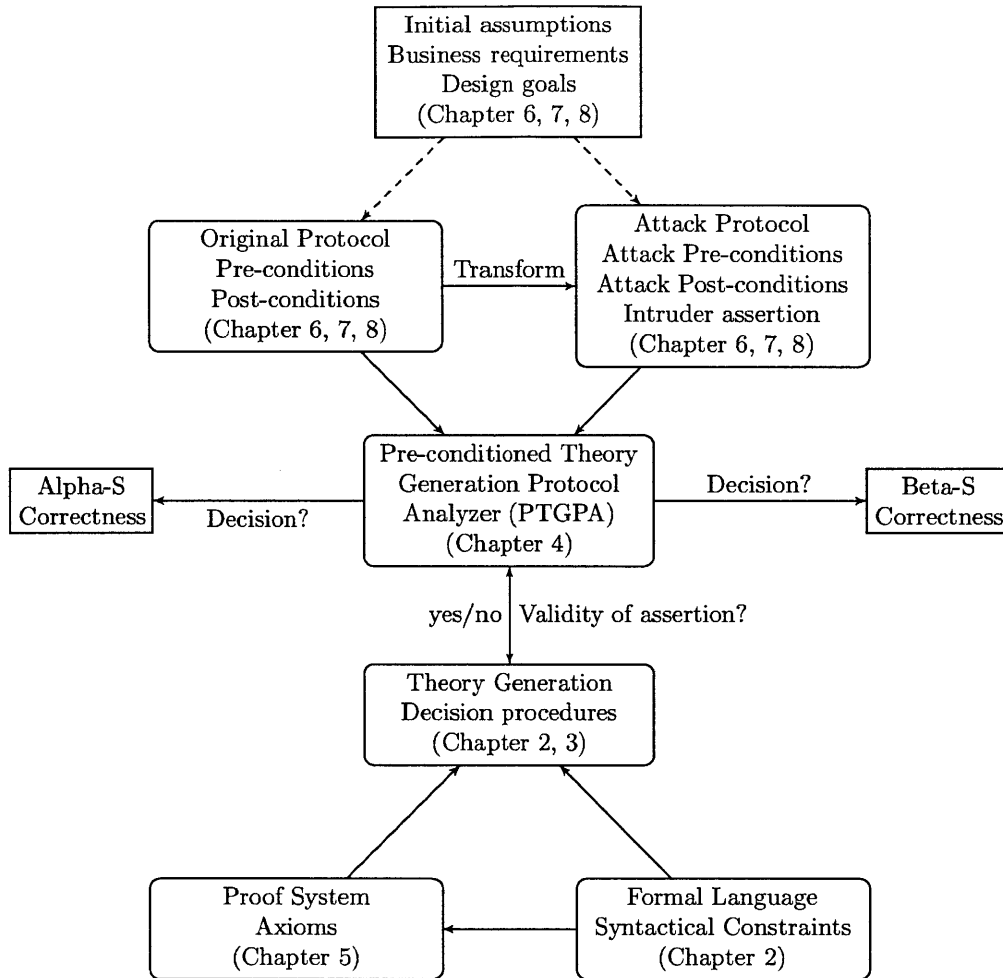 Initial assumptions
Business requirements
Design goals
(Chapter 6, 7, 8)
Original Protocol
Pre-conditions
Post-conditions
(Chapter 6, 7, 8)
Transform
Attack Protocol
Attack Pre-conditions
Attack Post-conditions
Intruder assertion
(Chapter 6, 7, 8)
Alpha-S
Correctness
Decision?
Pre-conditioned Theory
Generation Protocol
Analyzer (PTGPA)
(Chapter 4)
Decision?
Beta-S
Correctness
yes/no
Validity of assertion?
Theory Generation
Decision procedures
(Chapter 2, 3)
Proof System
Axioms
(Chapter 5)
Formal Language
Syntactical Constraints
(Chapter 2)